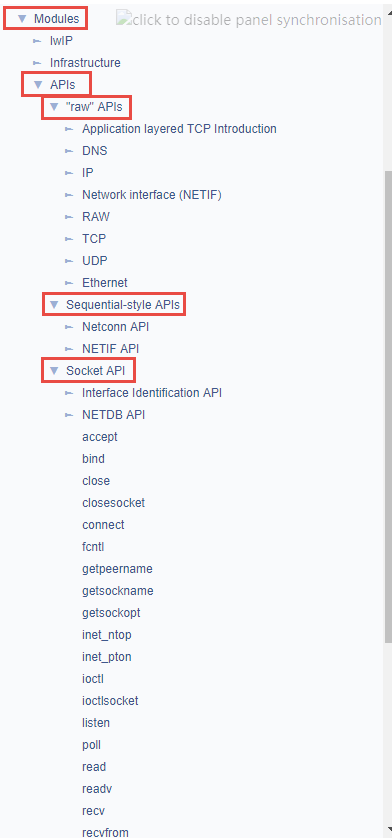 Modules
click to disable panel synchronisation
lwIP
Infrastructure
APIs
"raw" APIs
Application layered TCP Introduction
DNS
IP
Network interface (NETIF)
RAW
TCP
UDP
Ethernet
Sequential-style APIs
Netconn API
NETIF API
Socket API
Interface Identification API
NETDB API
accept
bind
close
closesocket
connect
fcntl
getpeername
getsockname
getsockopt
inet_ntop
inet_pton
ioctl
ioctlsocket
listen
poll
read
readv
recv
recvfrom